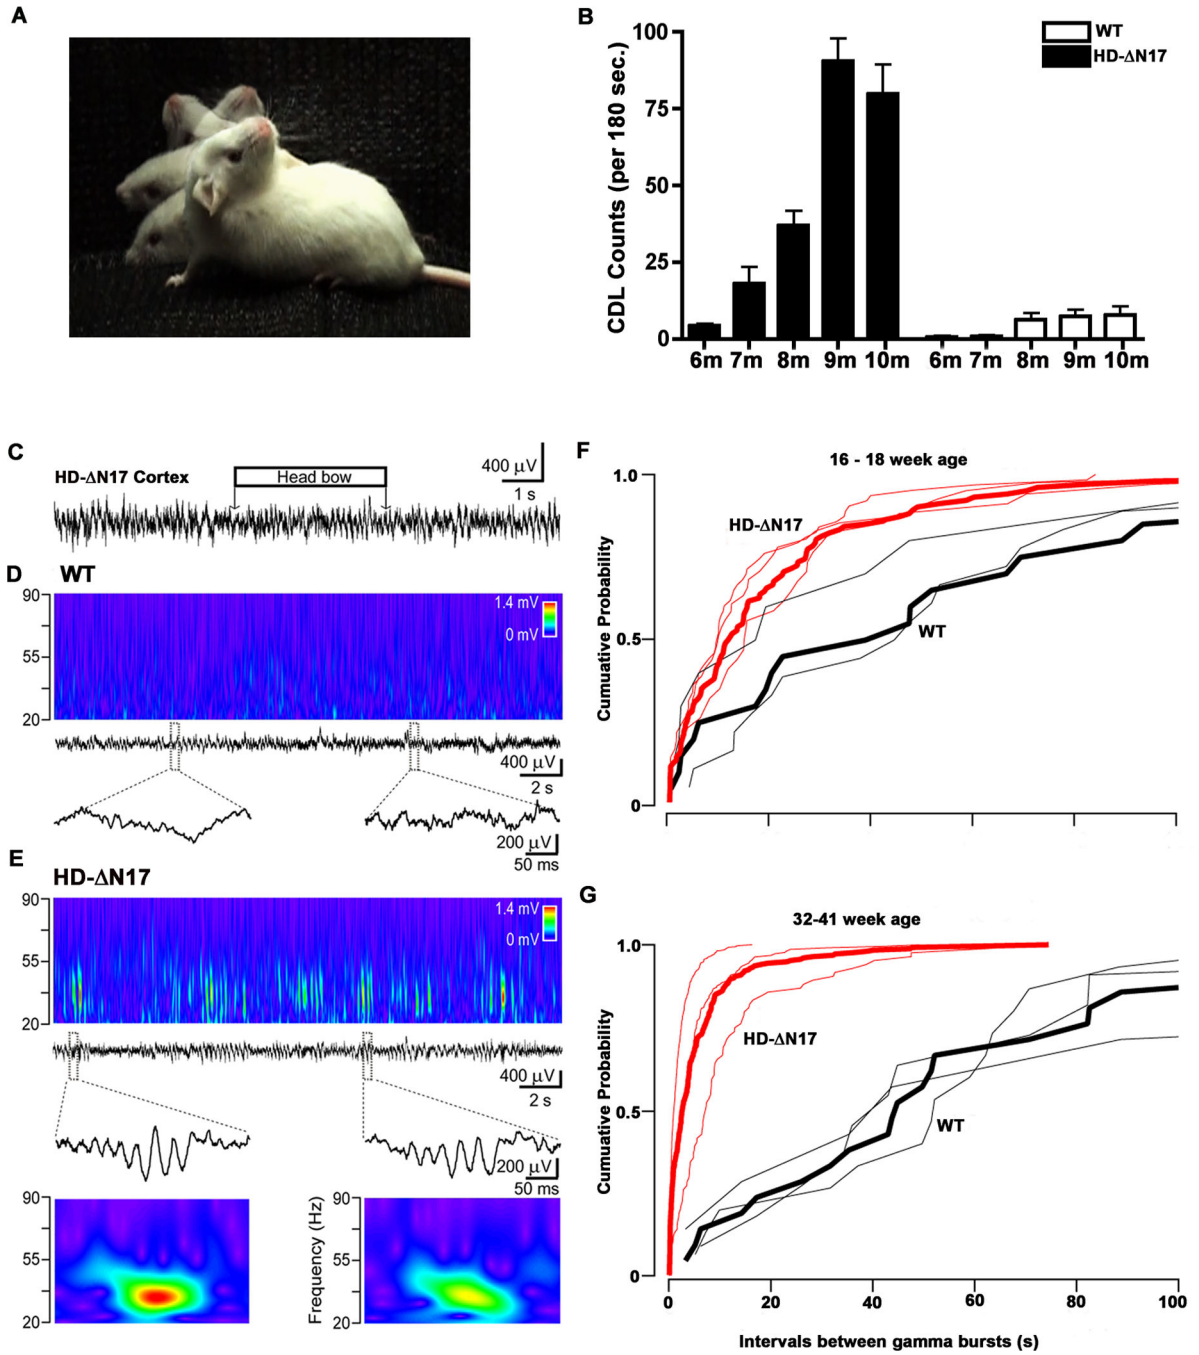 A
B
WT
HD-ΔN17
CDL Counts (per 180 sec.)
100
75
50
25
0
6m 7m 8m 9m 10m 6m 7m 8m 9m 10m
C
HD-ΔN17 Cortex
Head bow
400 μV
1 s
D
WT
90
55
20
1.4 mV
0 mV
400 μV
2 s
200 μV
50 ms
E
HD-ΔN17
90
55
20
1.4 mV
0 mV
400 μV
2 s
200 μV
50 ms
90
55
20
Frequency (Hz)
90
55
20
F
16 - 18 week age
Cumuative Probability
1.0
0.5
0
HD-ΔN17
WT
G
32-41 week age
Cumuative Probability
1.0
0.5
0
HD-ΔN17
WT
0 20 40 60 80 100
Intervals between gamma bursts (s)